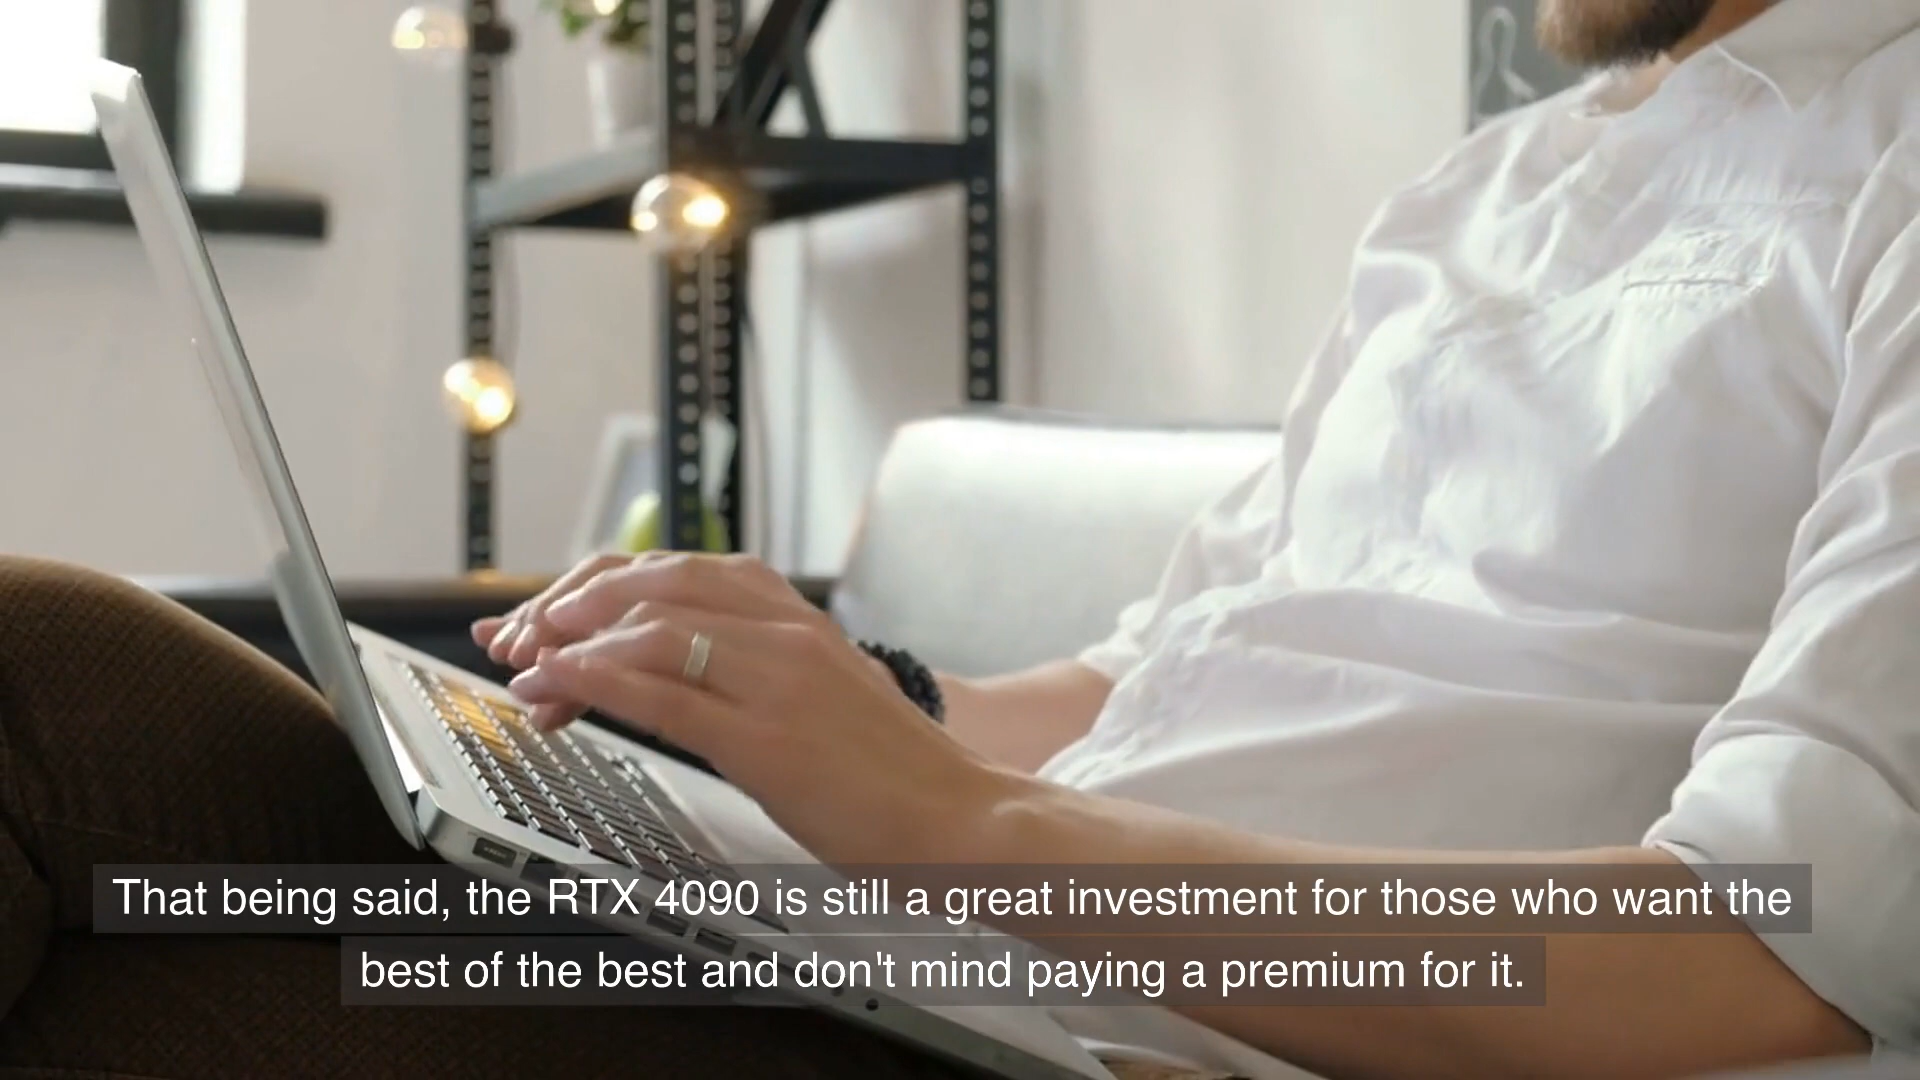 That being said, the RTX 4090 is still a great investment for those who want the
best of the best and don't mind paying a premium for it.